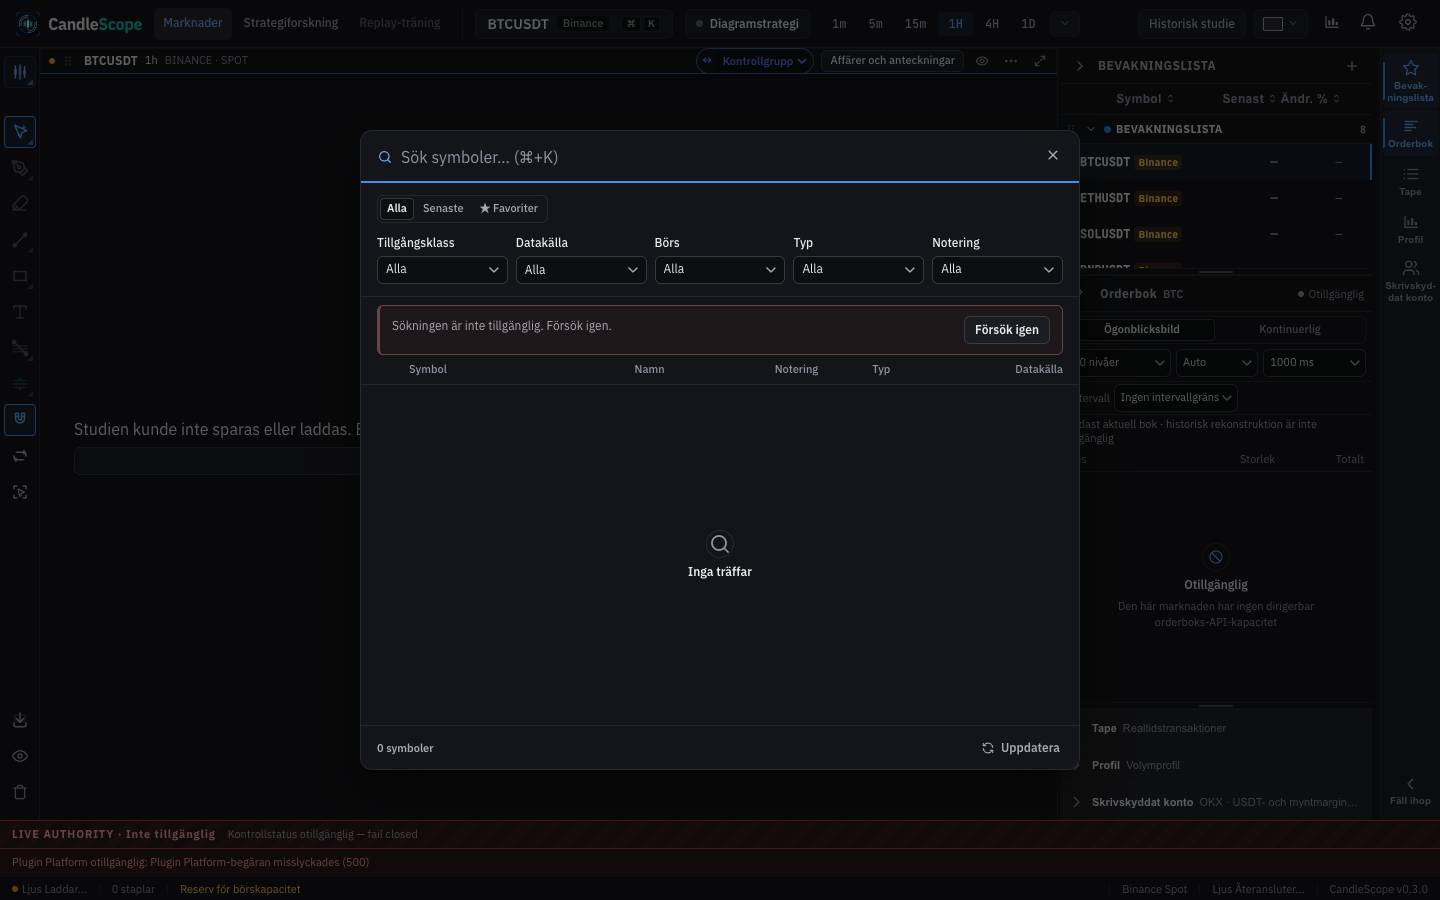 CandleScope Marknader Strategiforskning Replay-träning BTCUSDT Binance ⌘ K Diagramstrategi 1m 5m 15m 1H 4H 1D Historisk studie
BTCUSDT 1h BINANCE · SPOT Kontrollgrupp Affärer och anteckningar
BEVAKNINGSLISTA
Symbol Senast Ändr. %
BEVAKNINGSLISTA 8
BTCUSDT Binance — —
ETHUSDT Binance — —
SOLUSDT Binance — —
Bevak-
ningslista
Orderbok
Tape
Profil
Skrivskyd-
dat konto
Fäll ihop
Sök symboler... (⌘+K)
Alla Senaste ★ Favoriter
Tillgångsklass Datakälla Börs Typ Notering
Alla Alla Alla Alla Alla
Sökningen är inte tillgänglig. Försök igen.
Försök igen
Symbol Namn Notering Typ Datakälla
Inga träffar
0 symboler Uppdatera
Studien kunde inte sparas eller laddas.
Orderbok BTC Otillgänglig
Ögonblicksbild Kontinuerlig
nivåer Auto 1000 ms
Ingen intervallgräns
aktuell bok · historisk rekonstruktion är inte
Storlek Totalt
Otillgänglig
Den här marknaden har ingen dirigerbar
orderboks-API-kapacitet
Tape Realtidstransaktioner
Profil Volymprofil
Skrivskyddat konto OKX · USDT- och myntmargin...
LIVE AUTHORITY · Inte tillgänglig Kontrollstatus otillgänglig — fail closed
Plugin Platform otillgänglig: Plugin Platform-begäran misslyckades (500)
Ljus Laddar... 0 staplar Reserv för börskapacitet Binance Spot Ljus Återansluter... CandleScope v0.3.0